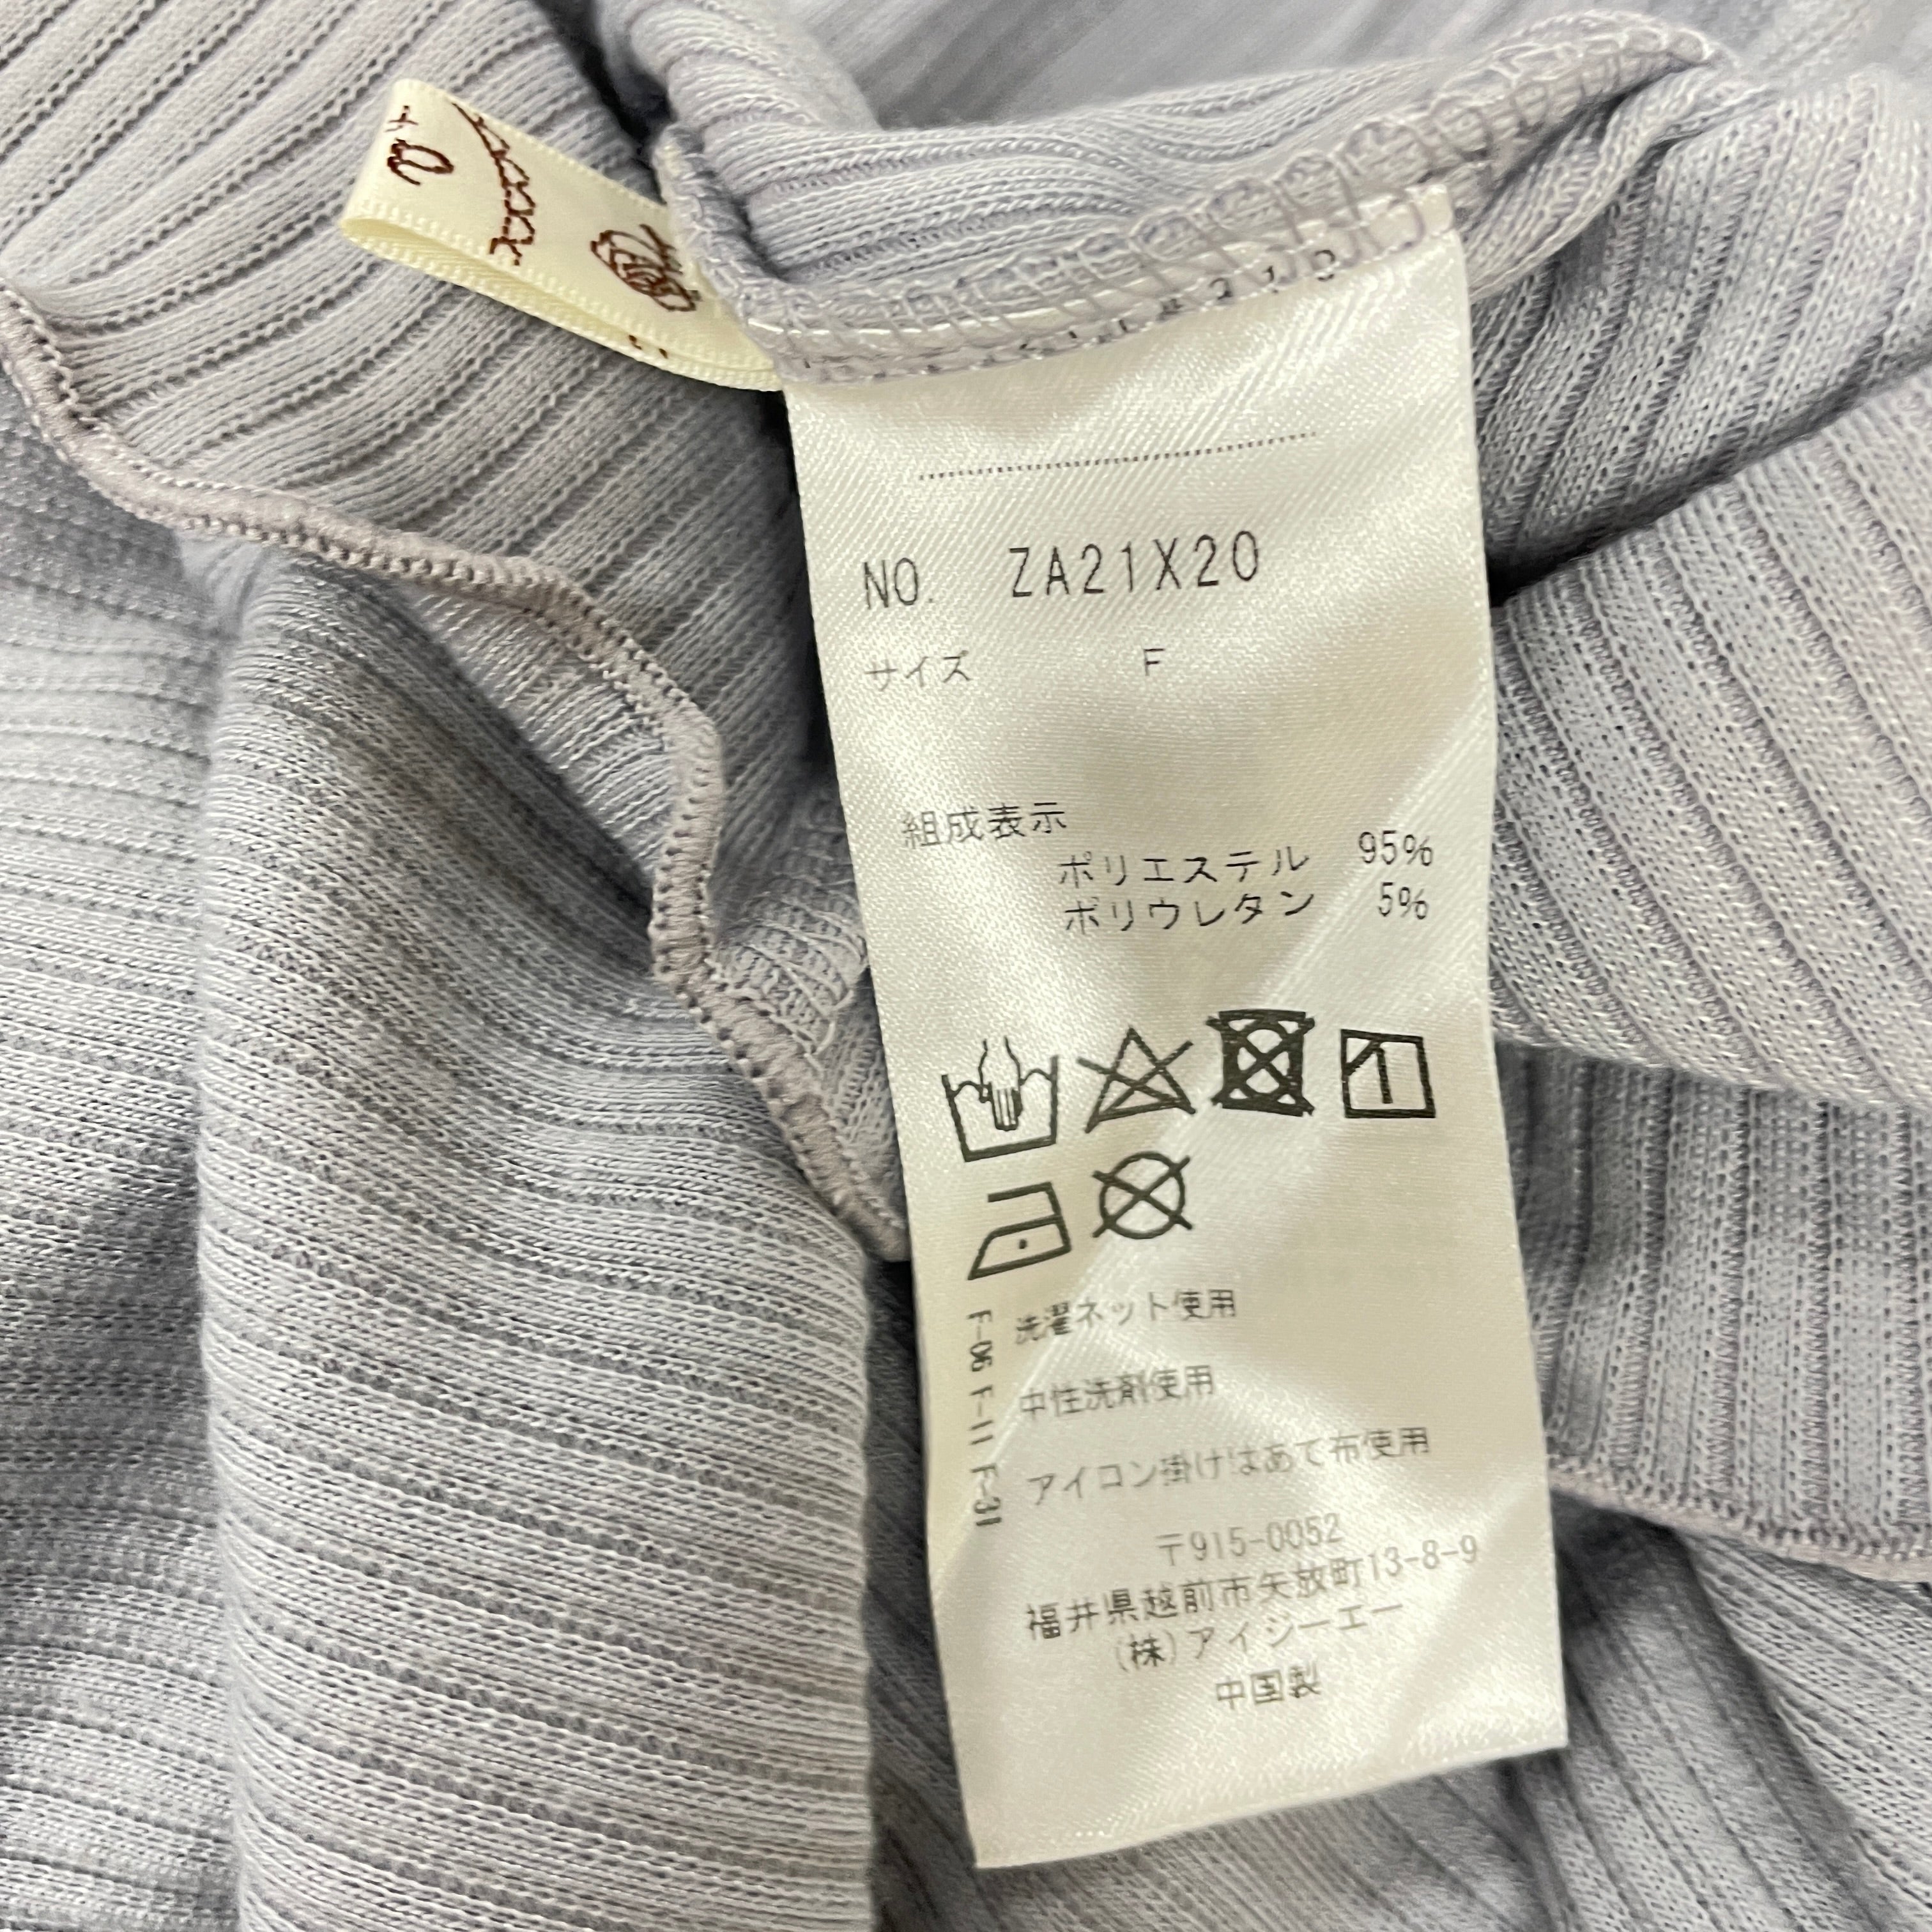 NO. ZA21X20
サイズ F
組成表示
ポリエステル 95%
ポリウレタン 5%
洗濯ネット使用
中性洗剤使用
アイロン掛けはあて布使用
F-06 F-11 F-31
〒915-0052
福井県越前市矢放町13-8-9
(株)アイジーエー
中国製